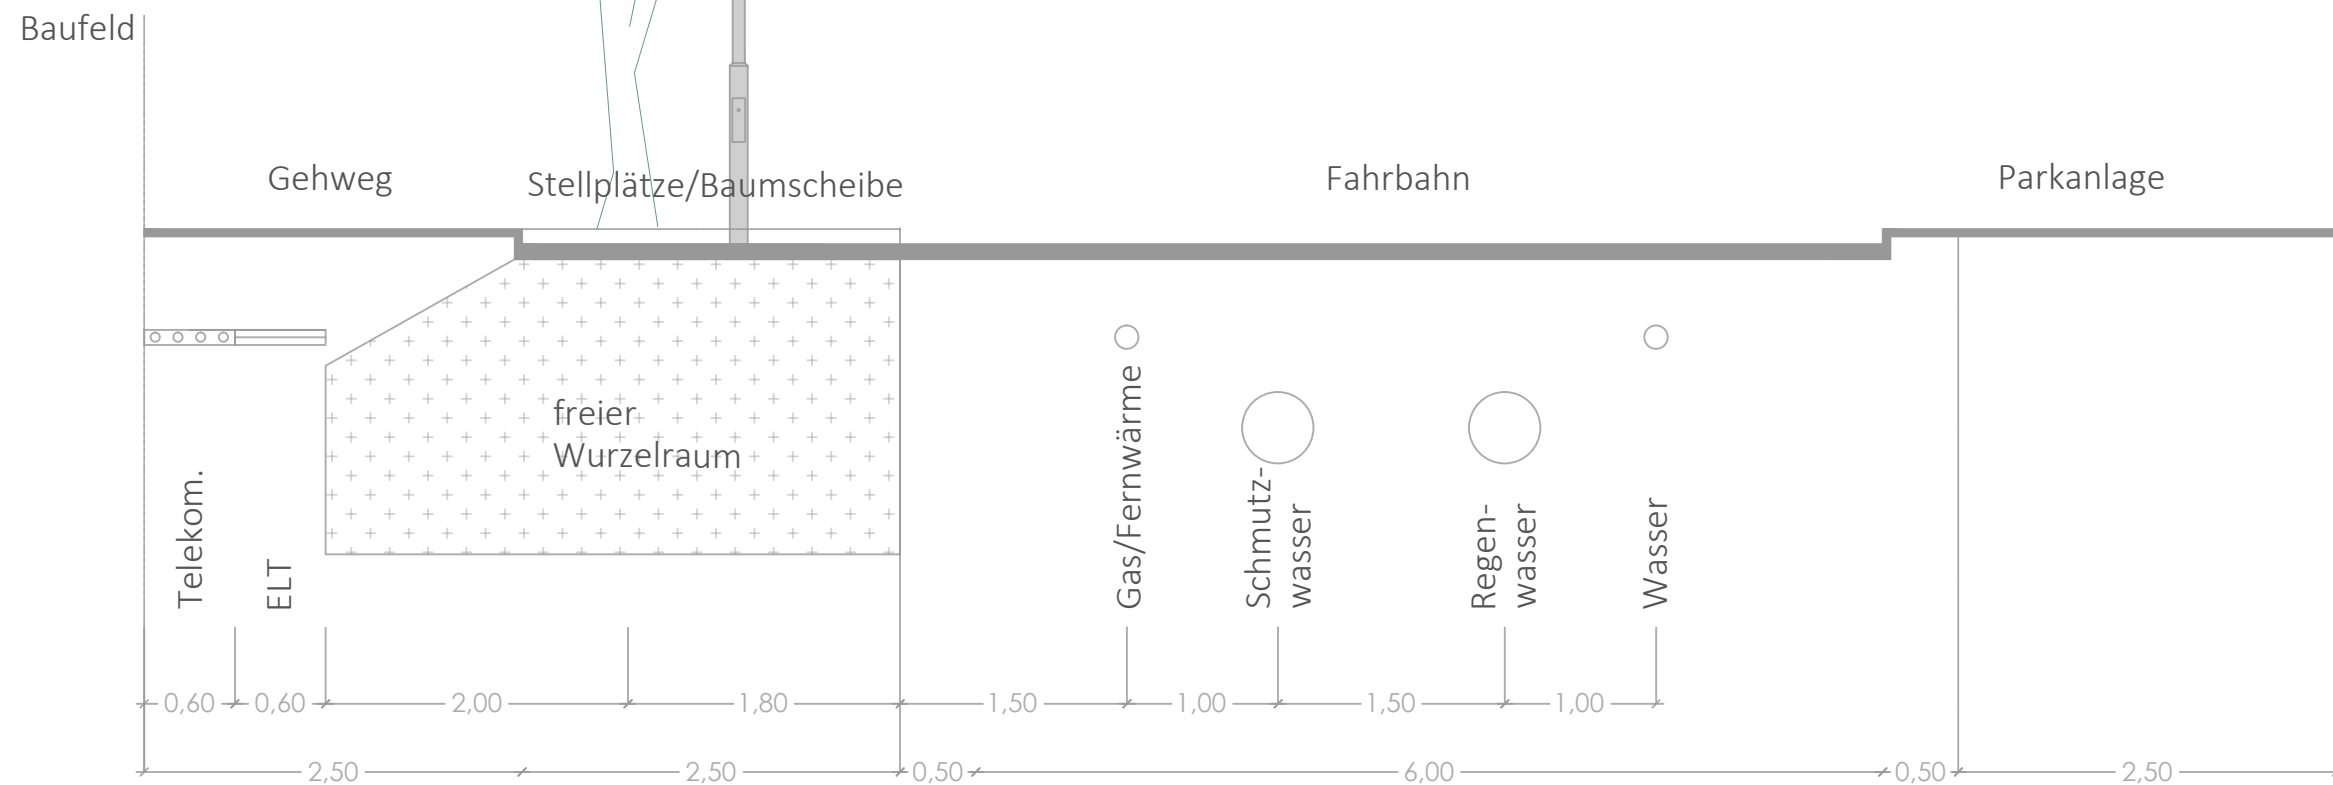 Baufeld
Gehweg
Stellplätze/Baumscheibe
Fahrbahn
Parkanlage
freier
Wurzelraum
Telekom.
ELT
Gas/Fernwärme
Schmutz-
wasser
Regen-
wasser
Wasser
0,60
0,60
2,00
1,80
1,50
1,00
1,50
1,00
2,50
2,50
0,50
6,00
0,50
2,50